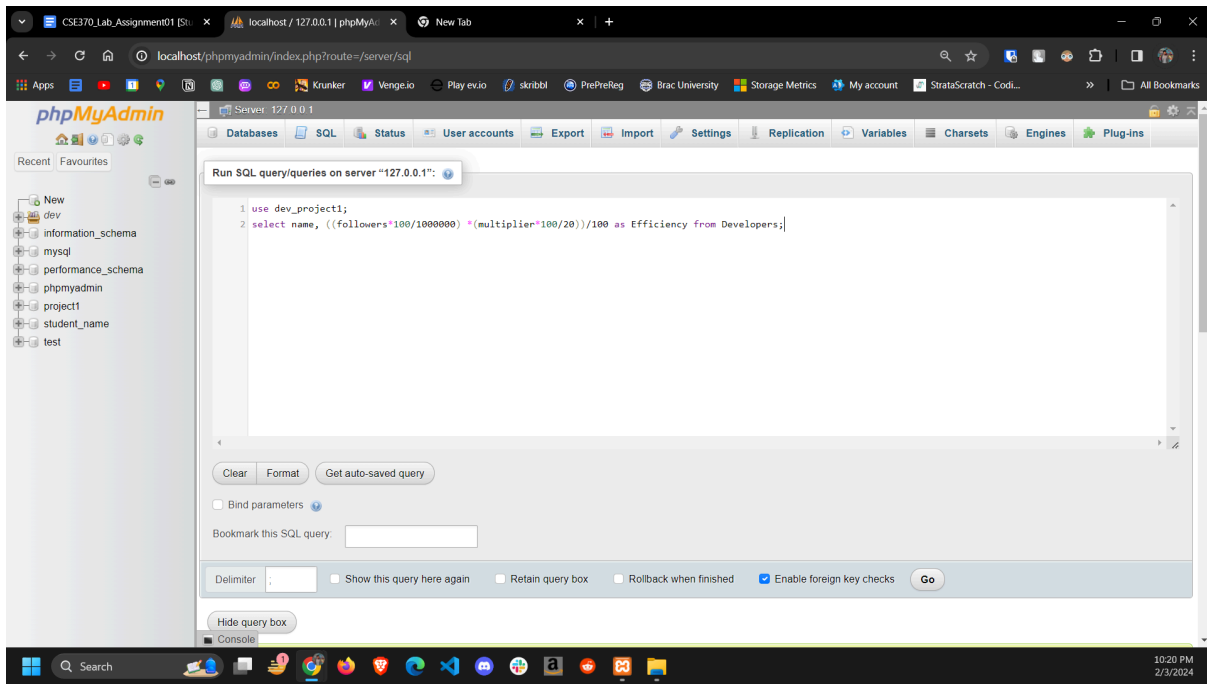 CSE370_Lab_Assignment01 [Stu
localhost / 127.0.0.1 | phpMyAd
New Tab
localhost/phpmyadmin/index.php?route=/server/sql
Apps
Krunker
Venge.io
Play ev.io
skribbl
PrePreReg
Brac University
Storage Metrics
My account
StrataScratch - Codi...
»
All Bookmarks
phpMyAdmin
Recent Favourites
New
dev
information_schema
mysql
performance_schema
phpmyadmin
project1
student_name
test
Server: 127.0.0.1
Databases SQL Status User accounts Export Import Settings Replication Variables Charsets Engines Plug-ins
Run SQL query/queries on server “127.0.0.1”:
1 use dev_project1;
2 select name, ((followers*100/1000000) *(multiplier*100/20))/100 as Efficiency from Developers;
Clear Format Get auto-saved query
Bind parameters
Bookmark this SQL query:
Delimiter ; Show this query here again Retain query box Rollback when finished Enable foreign key checks Go
Hide query box
Console
Search
10:20 PM
2/3/2024